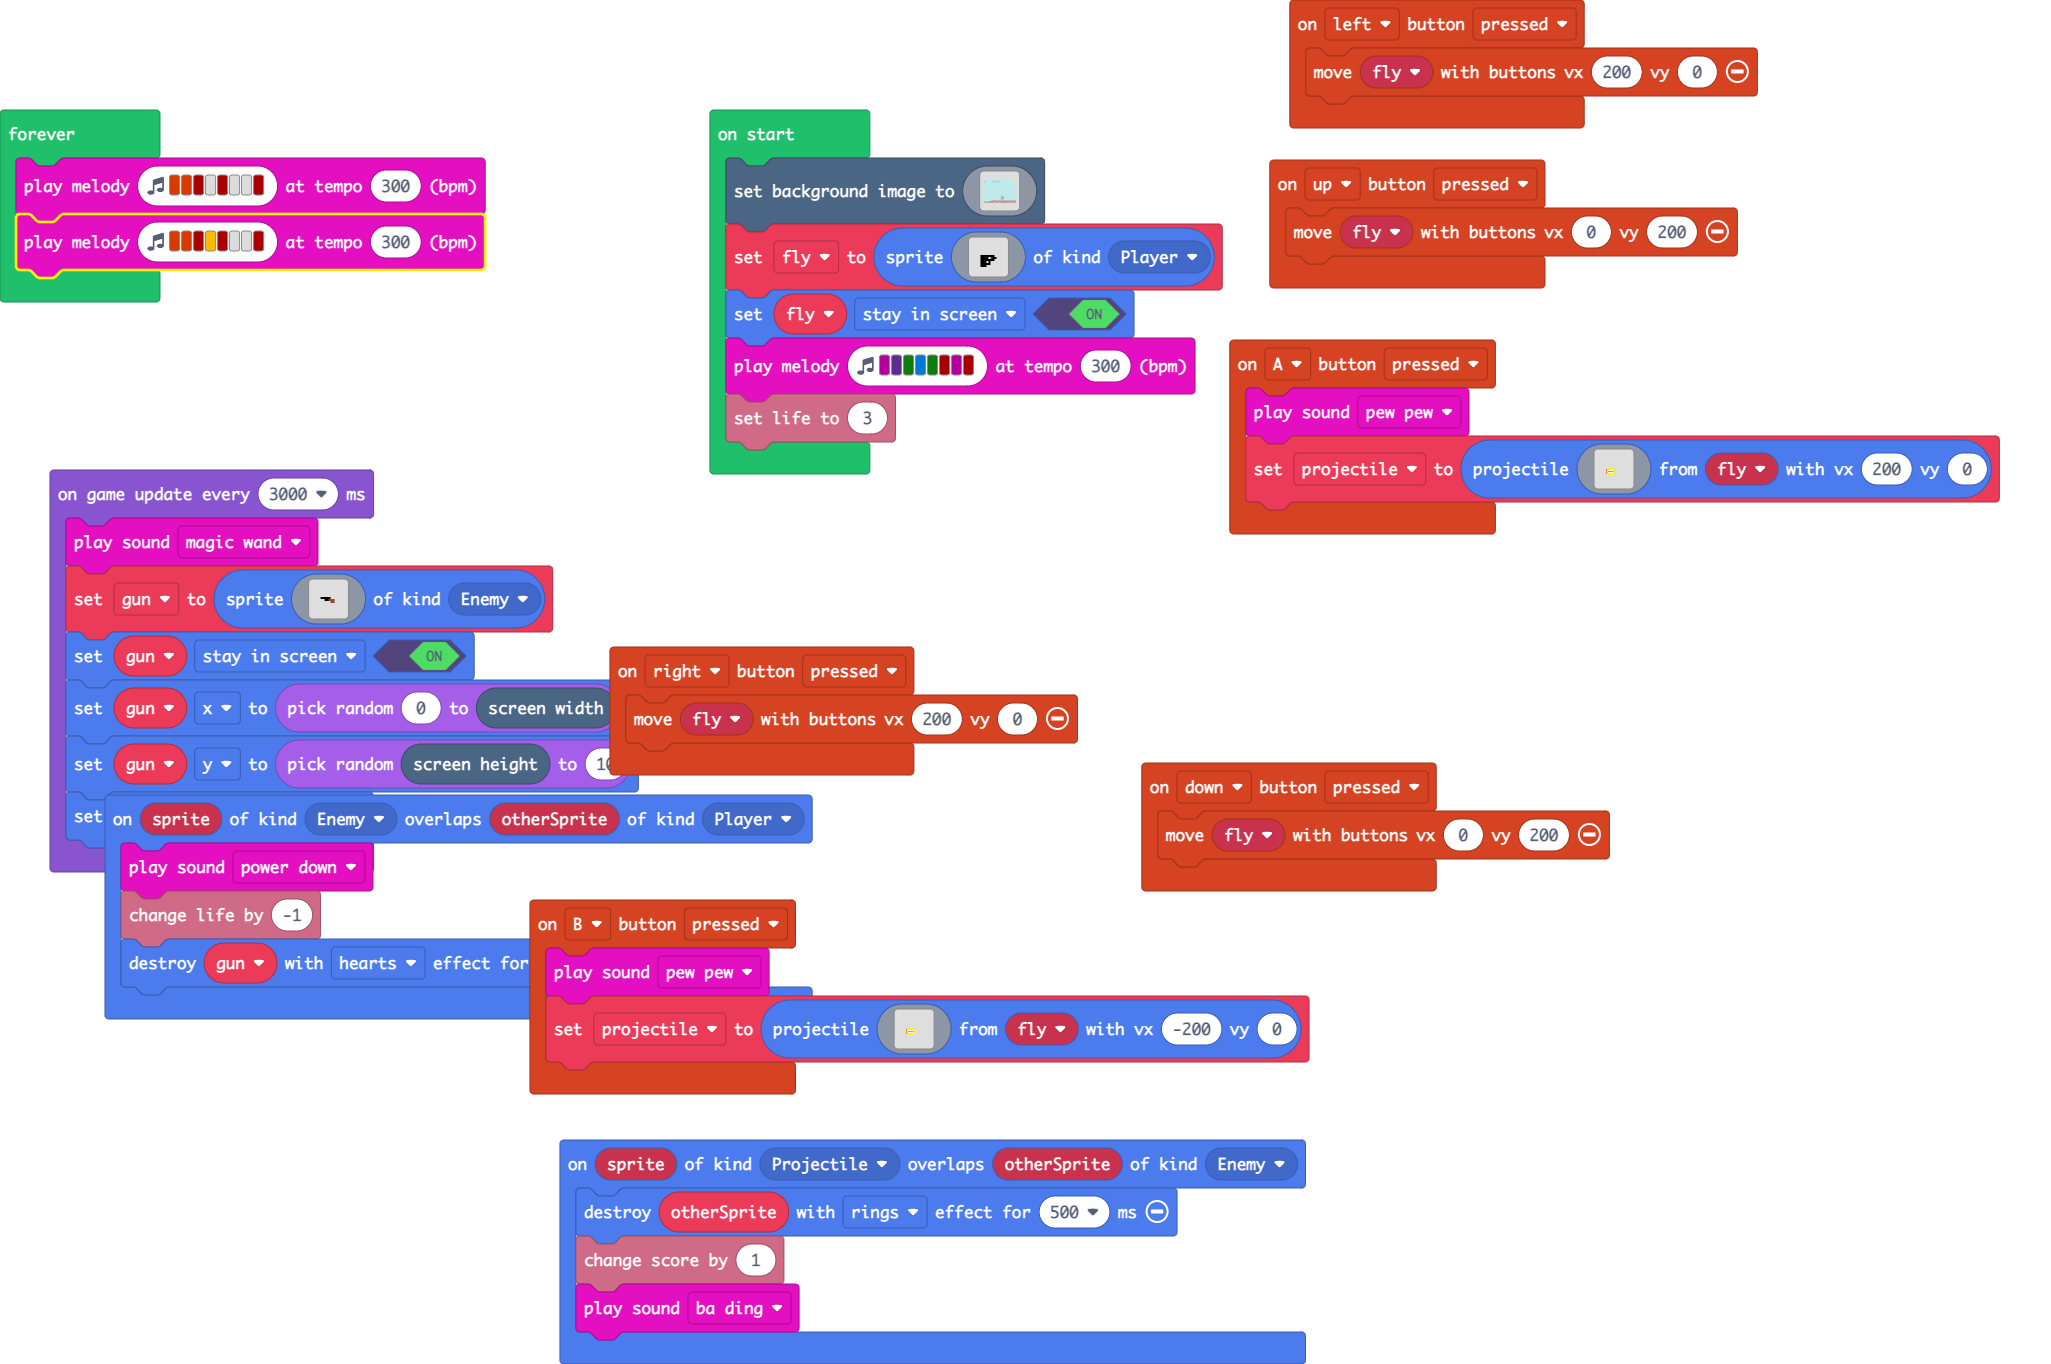 forever
play melody at tempo 300 (bpm)
play melody at tempo 300 (bpm)
on start
set background image to
set fly to sprite of kind Player
set fly stay in screen ON
play melody at tempo 300 (bpm)
set life to 3
on left button pressed
move fly with buttons vx 200 vy 0
on up button pressed
move fly with buttons vx 0 vy 200
on A button pressed
play sound pew pew
set projectile to projectile from fly with vx 200 vy 0
on game update every 3000 ms
play sound magic wand
set gun to sprite of kind Enemy
set gun stay in screen ON
set gun x to pick random 0 to screen width
set gun y to pick random screen height to
set
on right button pressed
move fly with buttons vx 200 vy 0
on down button pressed
move fly with buttons vx 0 vy 200
on sprite of kind Enemy overlaps otherSprite of kind Player
play sound power down
change life by -1
destroy gun with hearts effect for
on B button pressed
play sound pew pew
set projectile to projectile from fly with vx -200 vy 0
on sprite of kind Projectile overlaps otherSprite of kind Enemy
destroy otherSprite with rings effect for 500 ms
change score by 1
play sound ba ding